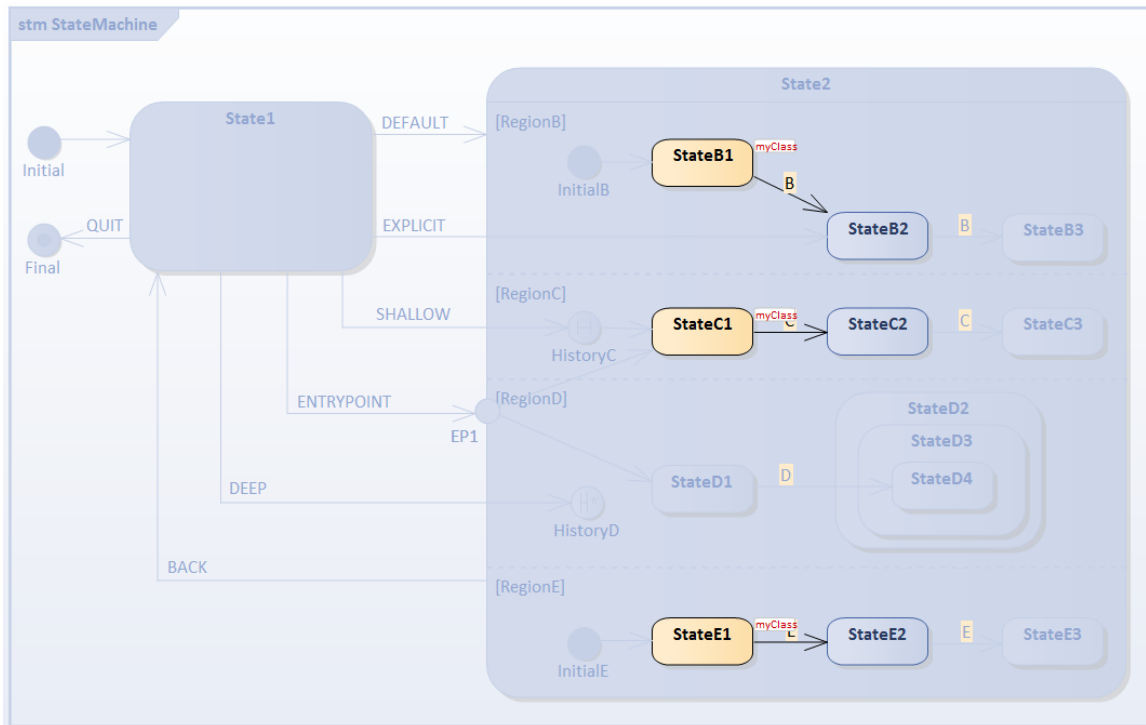 stm StateMachine
State2
State1
DEFAULT
[RegionB]
Initial
InitialB
StateB1
myClass
B
QUIT
EXPLICIT
StateB2
B
StateB3
Final
[RegionC]
SHALLOW
HistoryC
StateC1
myClass
C
StateC2
C
StateC3
ENTRYPOINT
EP1
[RegionD]
StateD2
StateD3
StateD1
D
StateD4
DEEP
HistoryD
BACK
[RegionE]
InitialE
StateE1
myClass
E
StateE2
E
StateE3